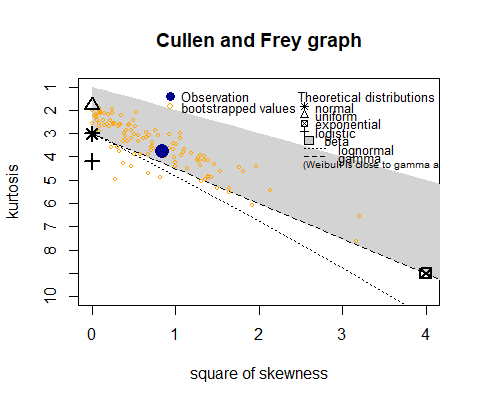 Cullen and Frey graph
Observation
bootstrapped values
Theoretical distributions
normal
uniform
exponential
logistic
beta
lognormal
gamma
(Weibull is close to gamma a
kurtosis
1
2
3
4
5
6
7
8
10
0
1
2
3
4
square of skewness